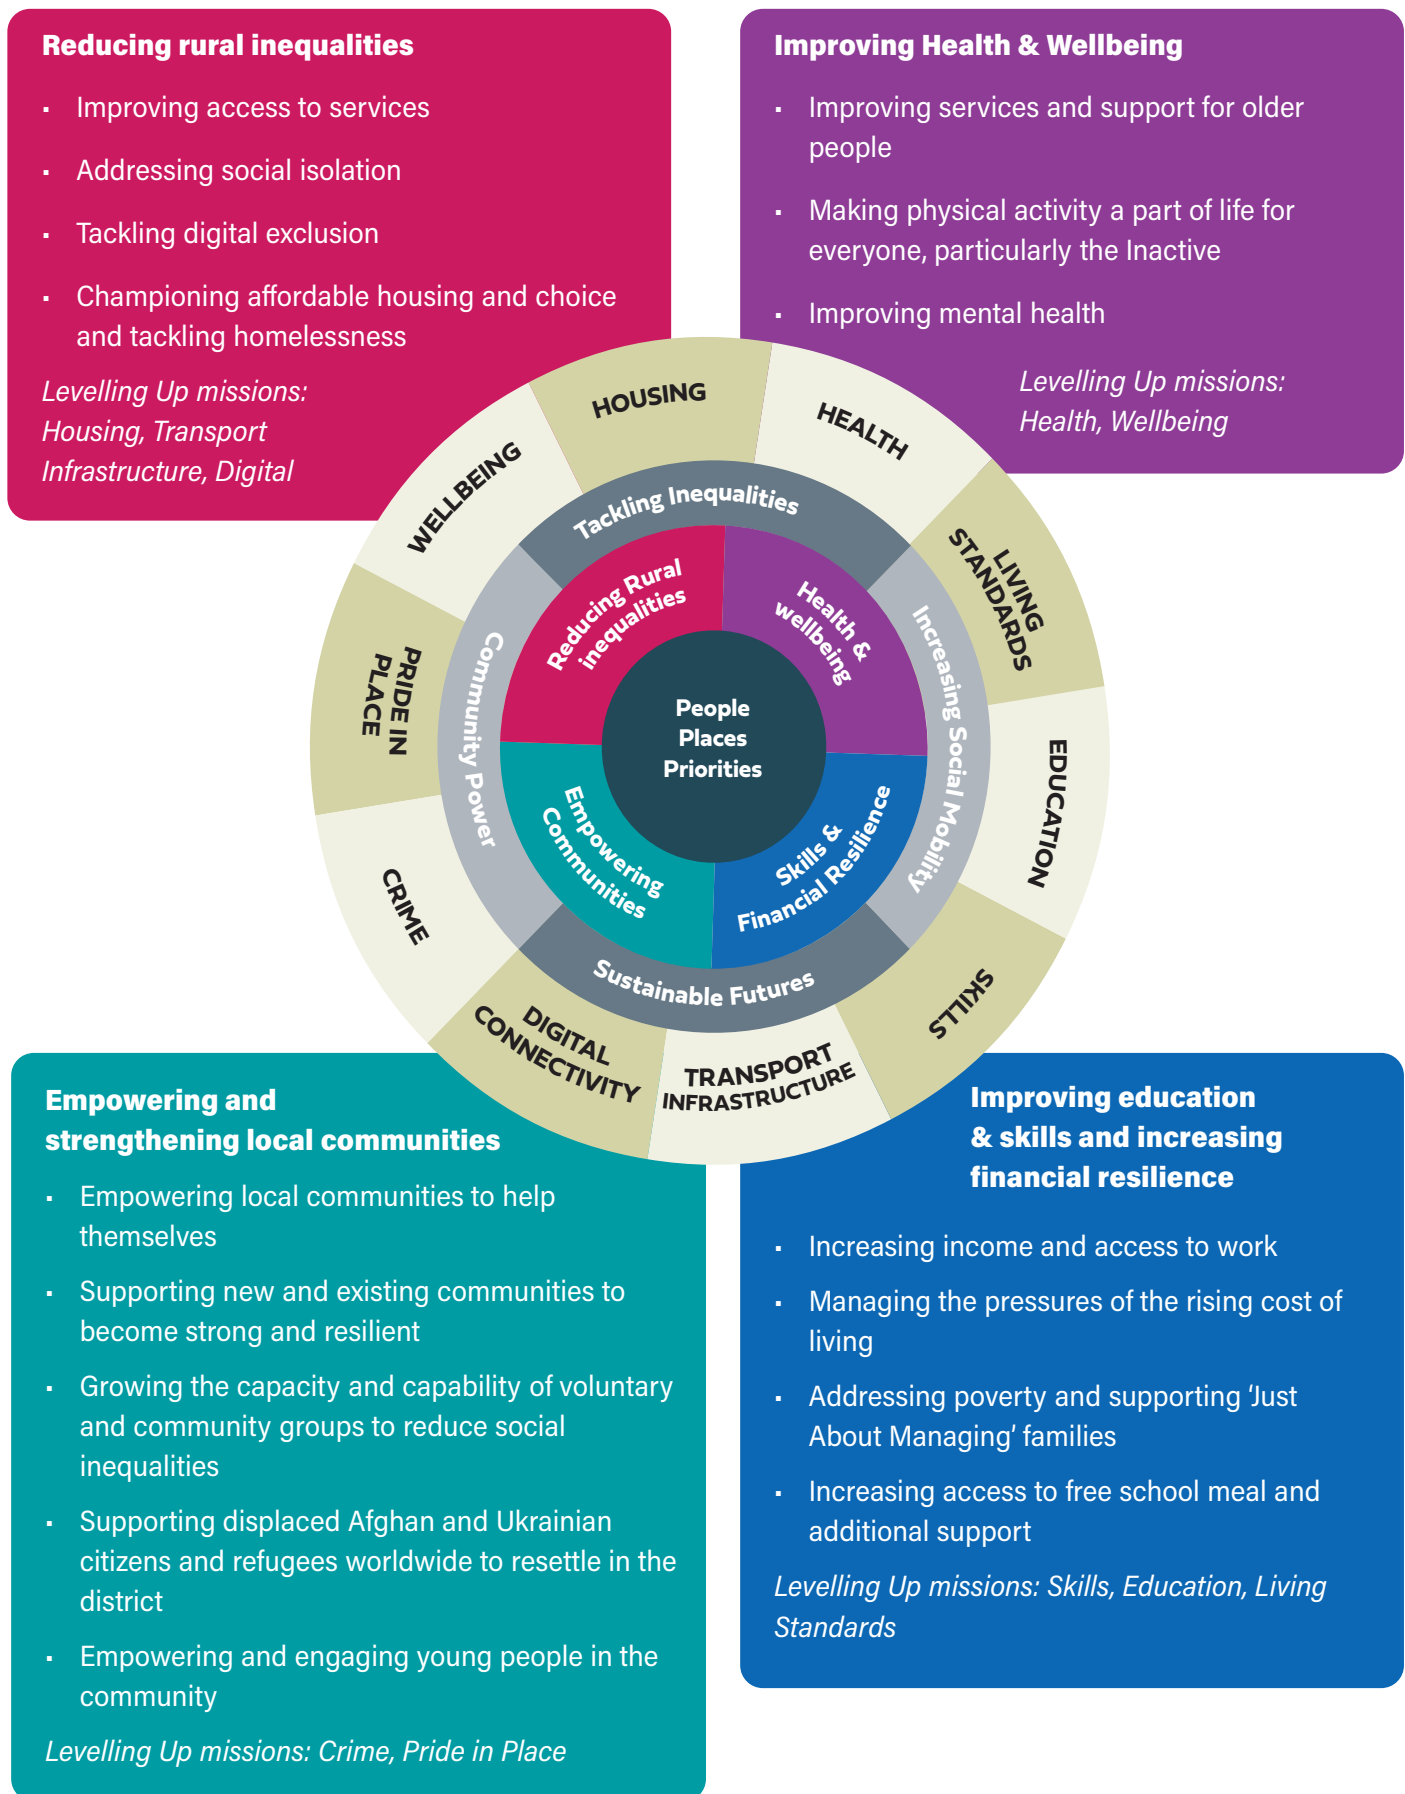 Reducing rural inequalities
· Improving access to services
· Addressing social isolation
· Tackling digital exclusion
· Championing affordable housing and choice
and tackling homelessness
Levelling Up missions:
Housing, Transport
Infrastructure, Digital
Improving Health & Wellbeing
· Improving services and support for older
people
· Making physical activity a part of life for
everyone, particularly the Inactive
· Improving mental health
Levelling Up missions:
Health, Wellbeing
HOUSING
HEALTH
LIVING
STANDARDS
EDUCATION
SKILLS
TRANSPORT
INFRASTRUCTURE
DIGITAL
CONNECTIVITY
CRIME
PRIDE IN
PLACE
WELLBEING
Tackling Inequalities
Increasing Social Mobility
Sustainable Futures
Community Power
Reducing Rural
inequalities
Health &
wellbeing
Skills &
Financial Resilience
Empowering
Communities
People
Places
Priorities
Empowering and
strengthening local communities
· Empowering local communities to help
themselves
· Supporting new and existing communities to
become strong and resilient
· Growing the capacity and capability of voluntary
and community groups to reduce social
inequalities
· Supporting displaced Afghan and Ukrainian
citizens and refugees worldwide to resettle in the
district
· Empowering and engaging young people in the
community
Levelling Up missions: Crime, Pride in Place
Improving education
& skills and increasing
financial resilience
· Increasing income and access to work
· Managing the pressures of the rising cost of
living
· Addressing poverty and supporting ‘Just
About Managing’ families
· Increasing access to free school meal and
additional support
Levelling Up missions: Skills, Education, Living
Standards